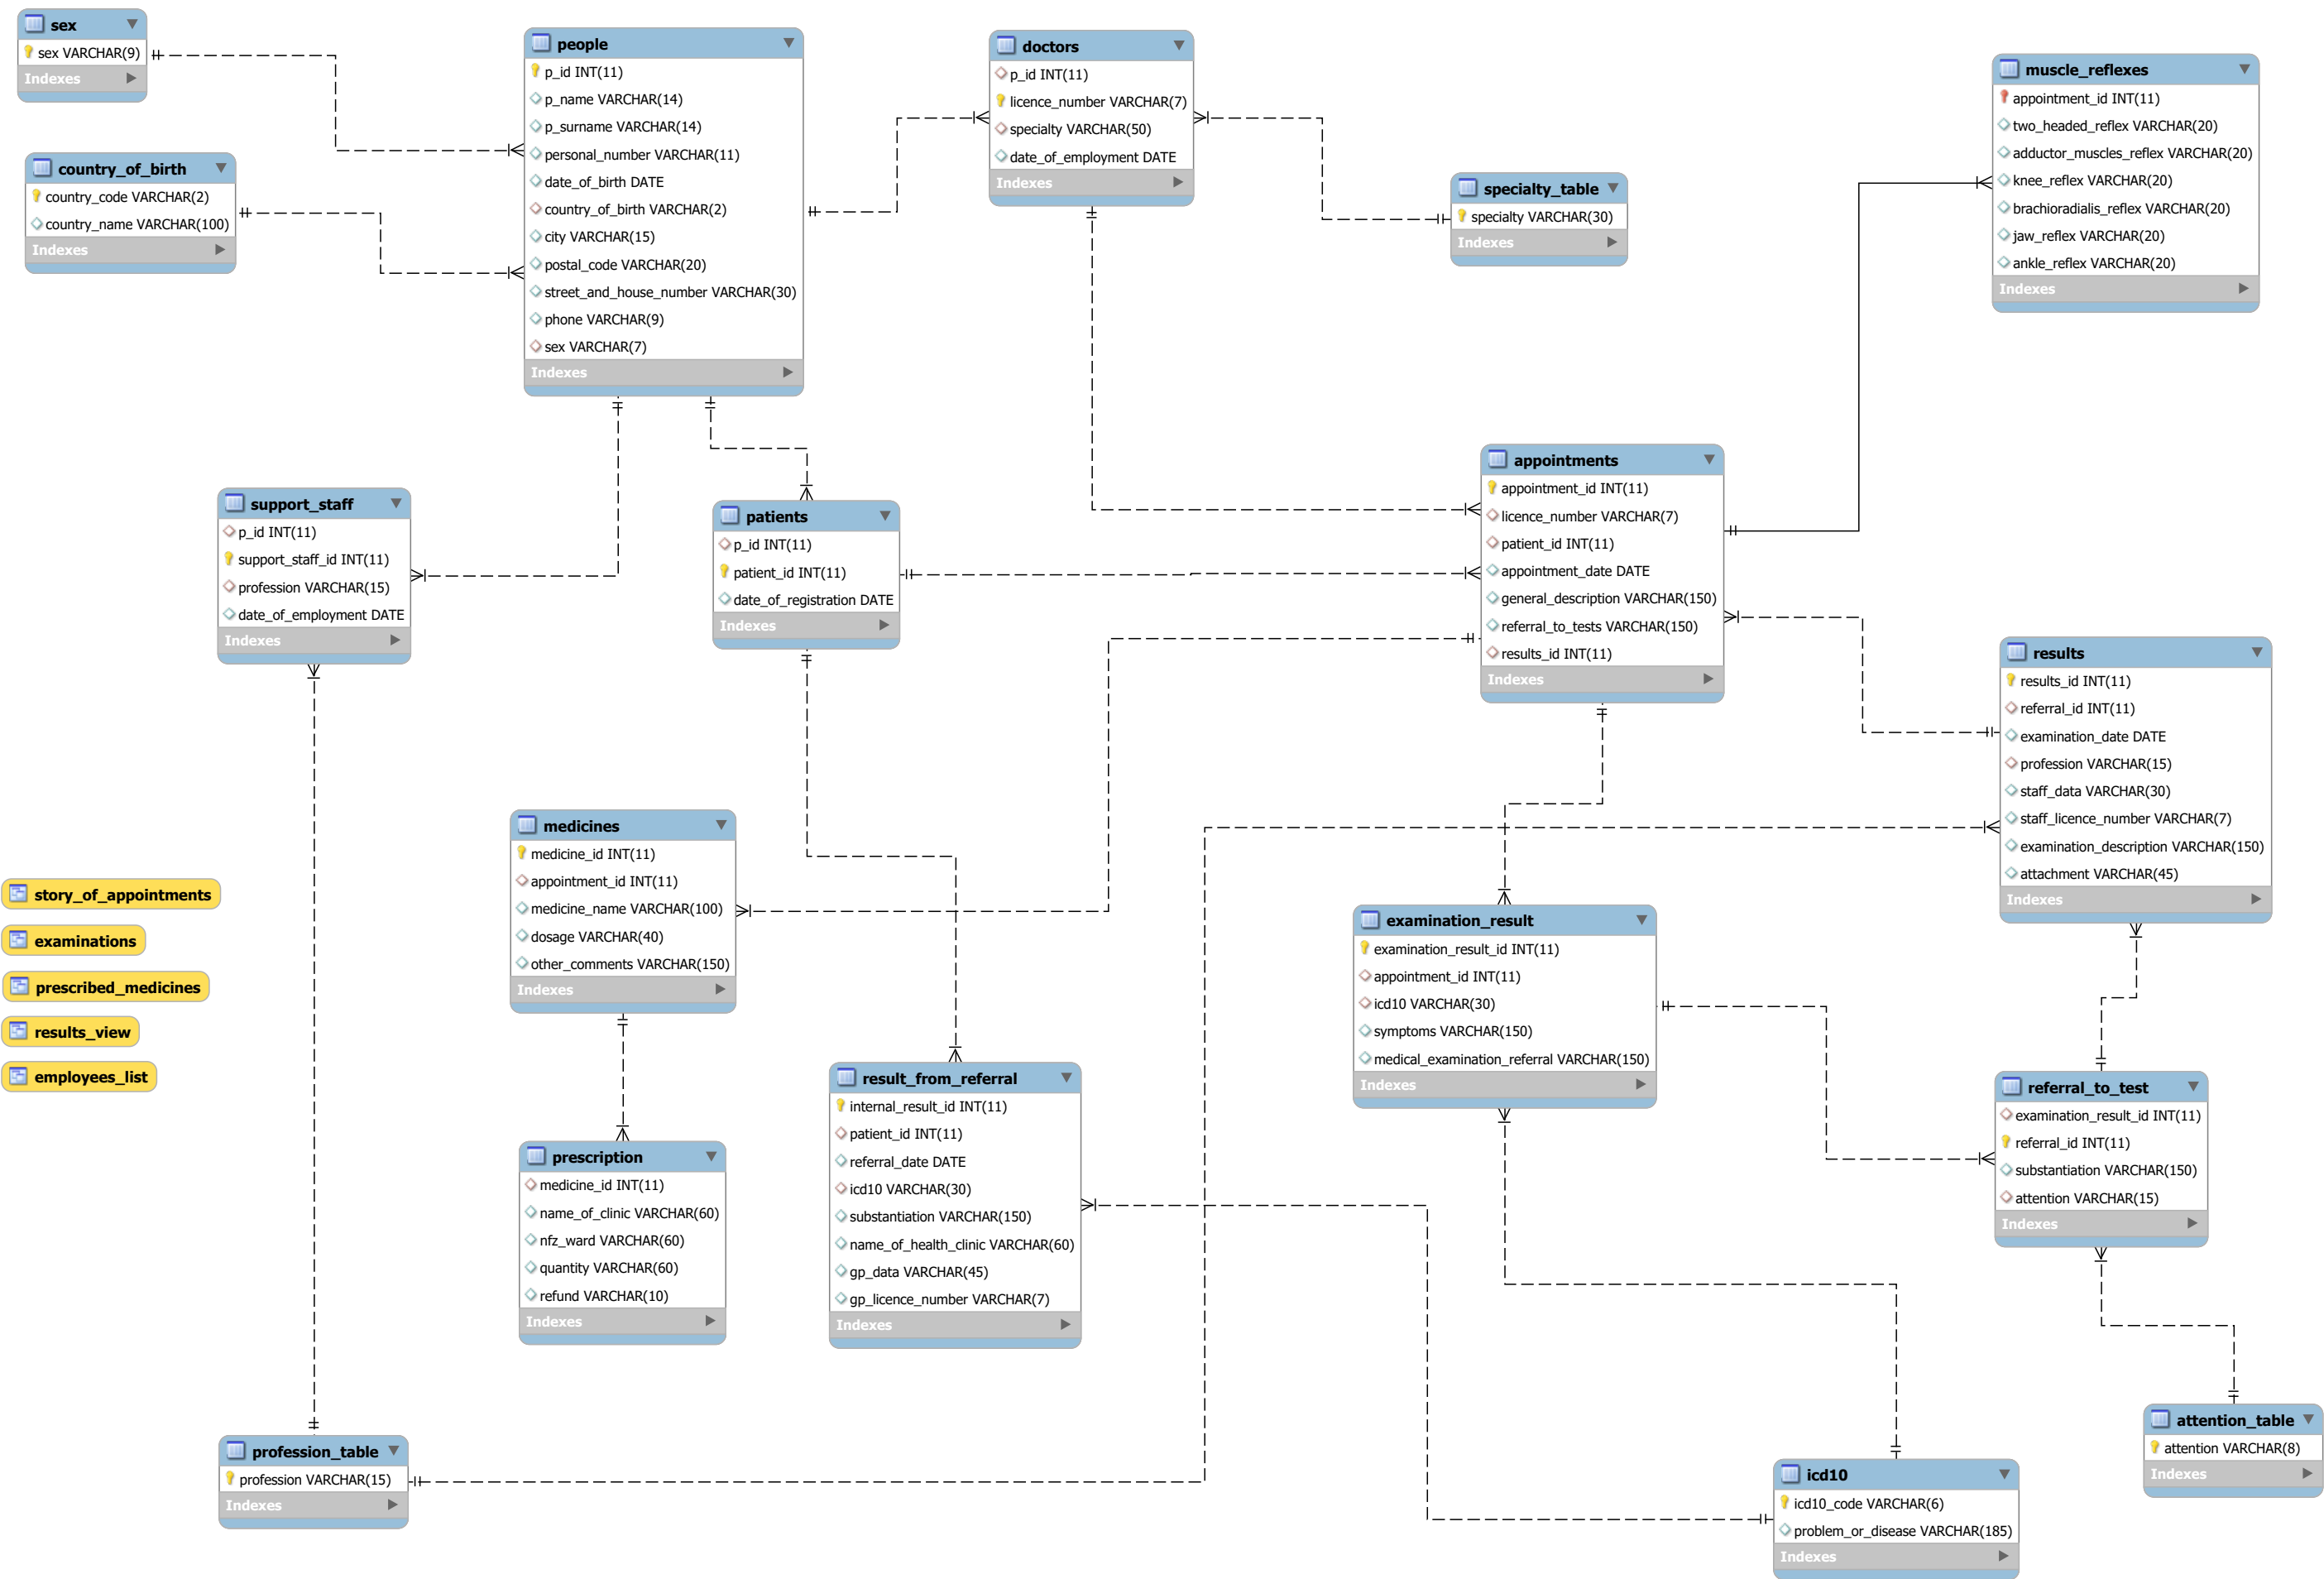 sex
sex VARCHAR(9)
Indexes
country_of_birth
country_code VARCHAR(2)
country_name VARCHAR(100)
Indexes
people
p_id INT(11)
p_name VARCHAR(14)
p_surname VARCHAR(14)
personal_number VARCHAR(11)
date_of_birth DATE
country_of_birth VARCHAR(2)
city VARCHAR(15)
postal_code VARCHAR(20)
street_and_house_number VARCHAR(30)
phone VARCHAR(9)
sex VARCHAR(7)
Indexes
doctors
p_id INT(11)
licence_number VARCHAR(7)
specialty VARCHAR(50)
date_of_employment DATE
Indexes
specialty_table
specialty VARCHAR(30)
Indexes
muscle_reflexes
appointment_id INT(11)
two_headed_reflex VARCHAR(20)
adductor_muscles_reflex VARCHAR(20)
knee_reflex VARCHAR(20)
brachioradialis_reflex VARCHAR(20)
jaw_reflex VARCHAR(20)
ankle_reflex VARCHAR(20)
Indexes
support_staff
p_id INT(11)
support_staff_id INT(11)
profession VARCHAR(15)
date_of_employment DATE
Indexes
patients
p_id INT(11)
patient_id INT(11)
date_of_registration DATE
Indexes
appointments
appointment_id INT(11)
licence_number VARCHAR(7)
patient_id INT(11)
appointment_date DATE
general_description VARCHAR(150)
referral_to_tests VARCHAR(150)
results_id INT(11)
Indexes
results
results_id INT(11)
referral_id INT(11)
examination_date DATE
profession VARCHAR(15)
staff_data VARCHAR(30)
staff_licence_number VARCHAR(7)
examination_description VARCHAR(150)
attachment VARCHAR(45)
Indexes
story_of_appointments
examinations
prescribed_medicines
results_view
employees_list
medicines
medicine_id INT(11)
appointment_id INT(11)
medicine_name VARCHAR(100)
dosage VARCHAR(40)
other_comments VARCHAR(150)
Indexes
prescription
medicine_id INT(11)
name_of_clinic VARCHAR(60)
nfz_ward VARCHAR(60)
quantity VARCHAR(60)
refund VARCHAR(10)
Indexes
result_from_referral
internal_result_id INT(11)
patient_id INT(11)
referral_date DATE
icd10 VARCHAR(30)
substantiation VARCHAR(150)
name_of_health_clinic VARCHAR(60)
gp_data VARCHAR(45)
gp_licence_number VARCHAR(7)
Indexes
examination_result
examination_result_id INT(11)
appointment_id INT(11)
icd10 VARCHAR(30)
symptoms VARCHAR(150)
medical_examination_referral VARCHAR(150)
Indexes
referral_to_test
examination_result_id INT(11)
referral_id INT(11)
substantiation VARCHAR(150)
attention VARCHAR(15)
Indexes
profession_table
profession VARCHAR(15)
Indexes
icd10
icd10_code VARCHAR(6)
problem_or_disease VARCHAR(185)
Indexes
attention_table
attention VARCHAR(8)
Indexes